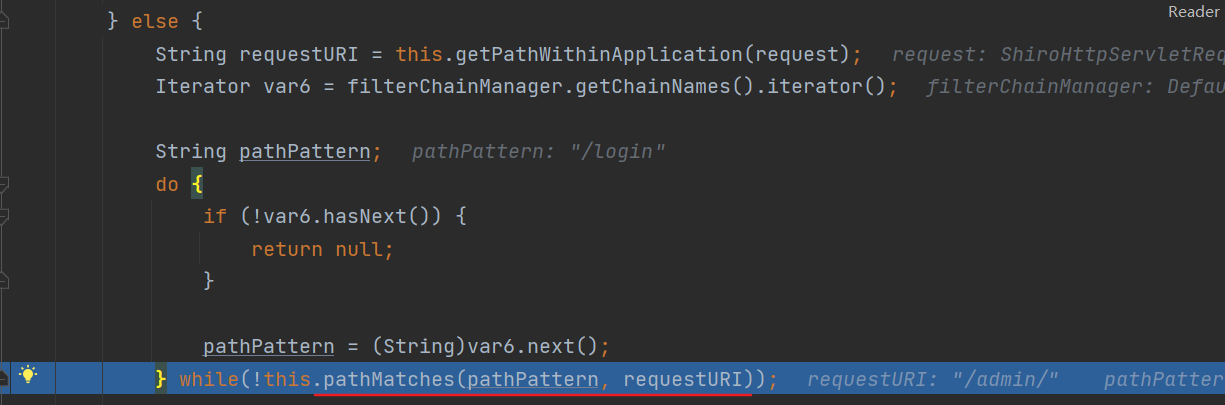 Reader
} else {
String requestURI = this.getPathWithinApplication(request); request: ShiroHttpServletReq
Iterator var6 = filterChainManager.getChainNames().iterator(); filterChainManager: Defau
String pathPattern; pathPattern: "/login"
do {
if (!var6.hasNext()) {
return null;
}
pathPattern = (String)var6.next();
} while(!this.pathMatches(pathPattern, requestURI)); requestURI: "/admin/" pathPatter